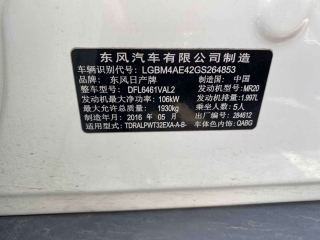 东风汽车有限公司制造
车辆识别代号: LGBM4AE42GS264853
品牌 东风日产牌 制造国: 中国
整车型号: DFL6461VAL2 发动机型号: MR20
发动机最大净功率: 106kW 发动机排量: 1.997L
最大允许总质量: 1930kg 乘坐人数: 5人
制造年月: 2016 年 05 月 出厂编号: 284612
适用型式: TDRALPWT32EXA-A-B- 车体色内饰: QABG